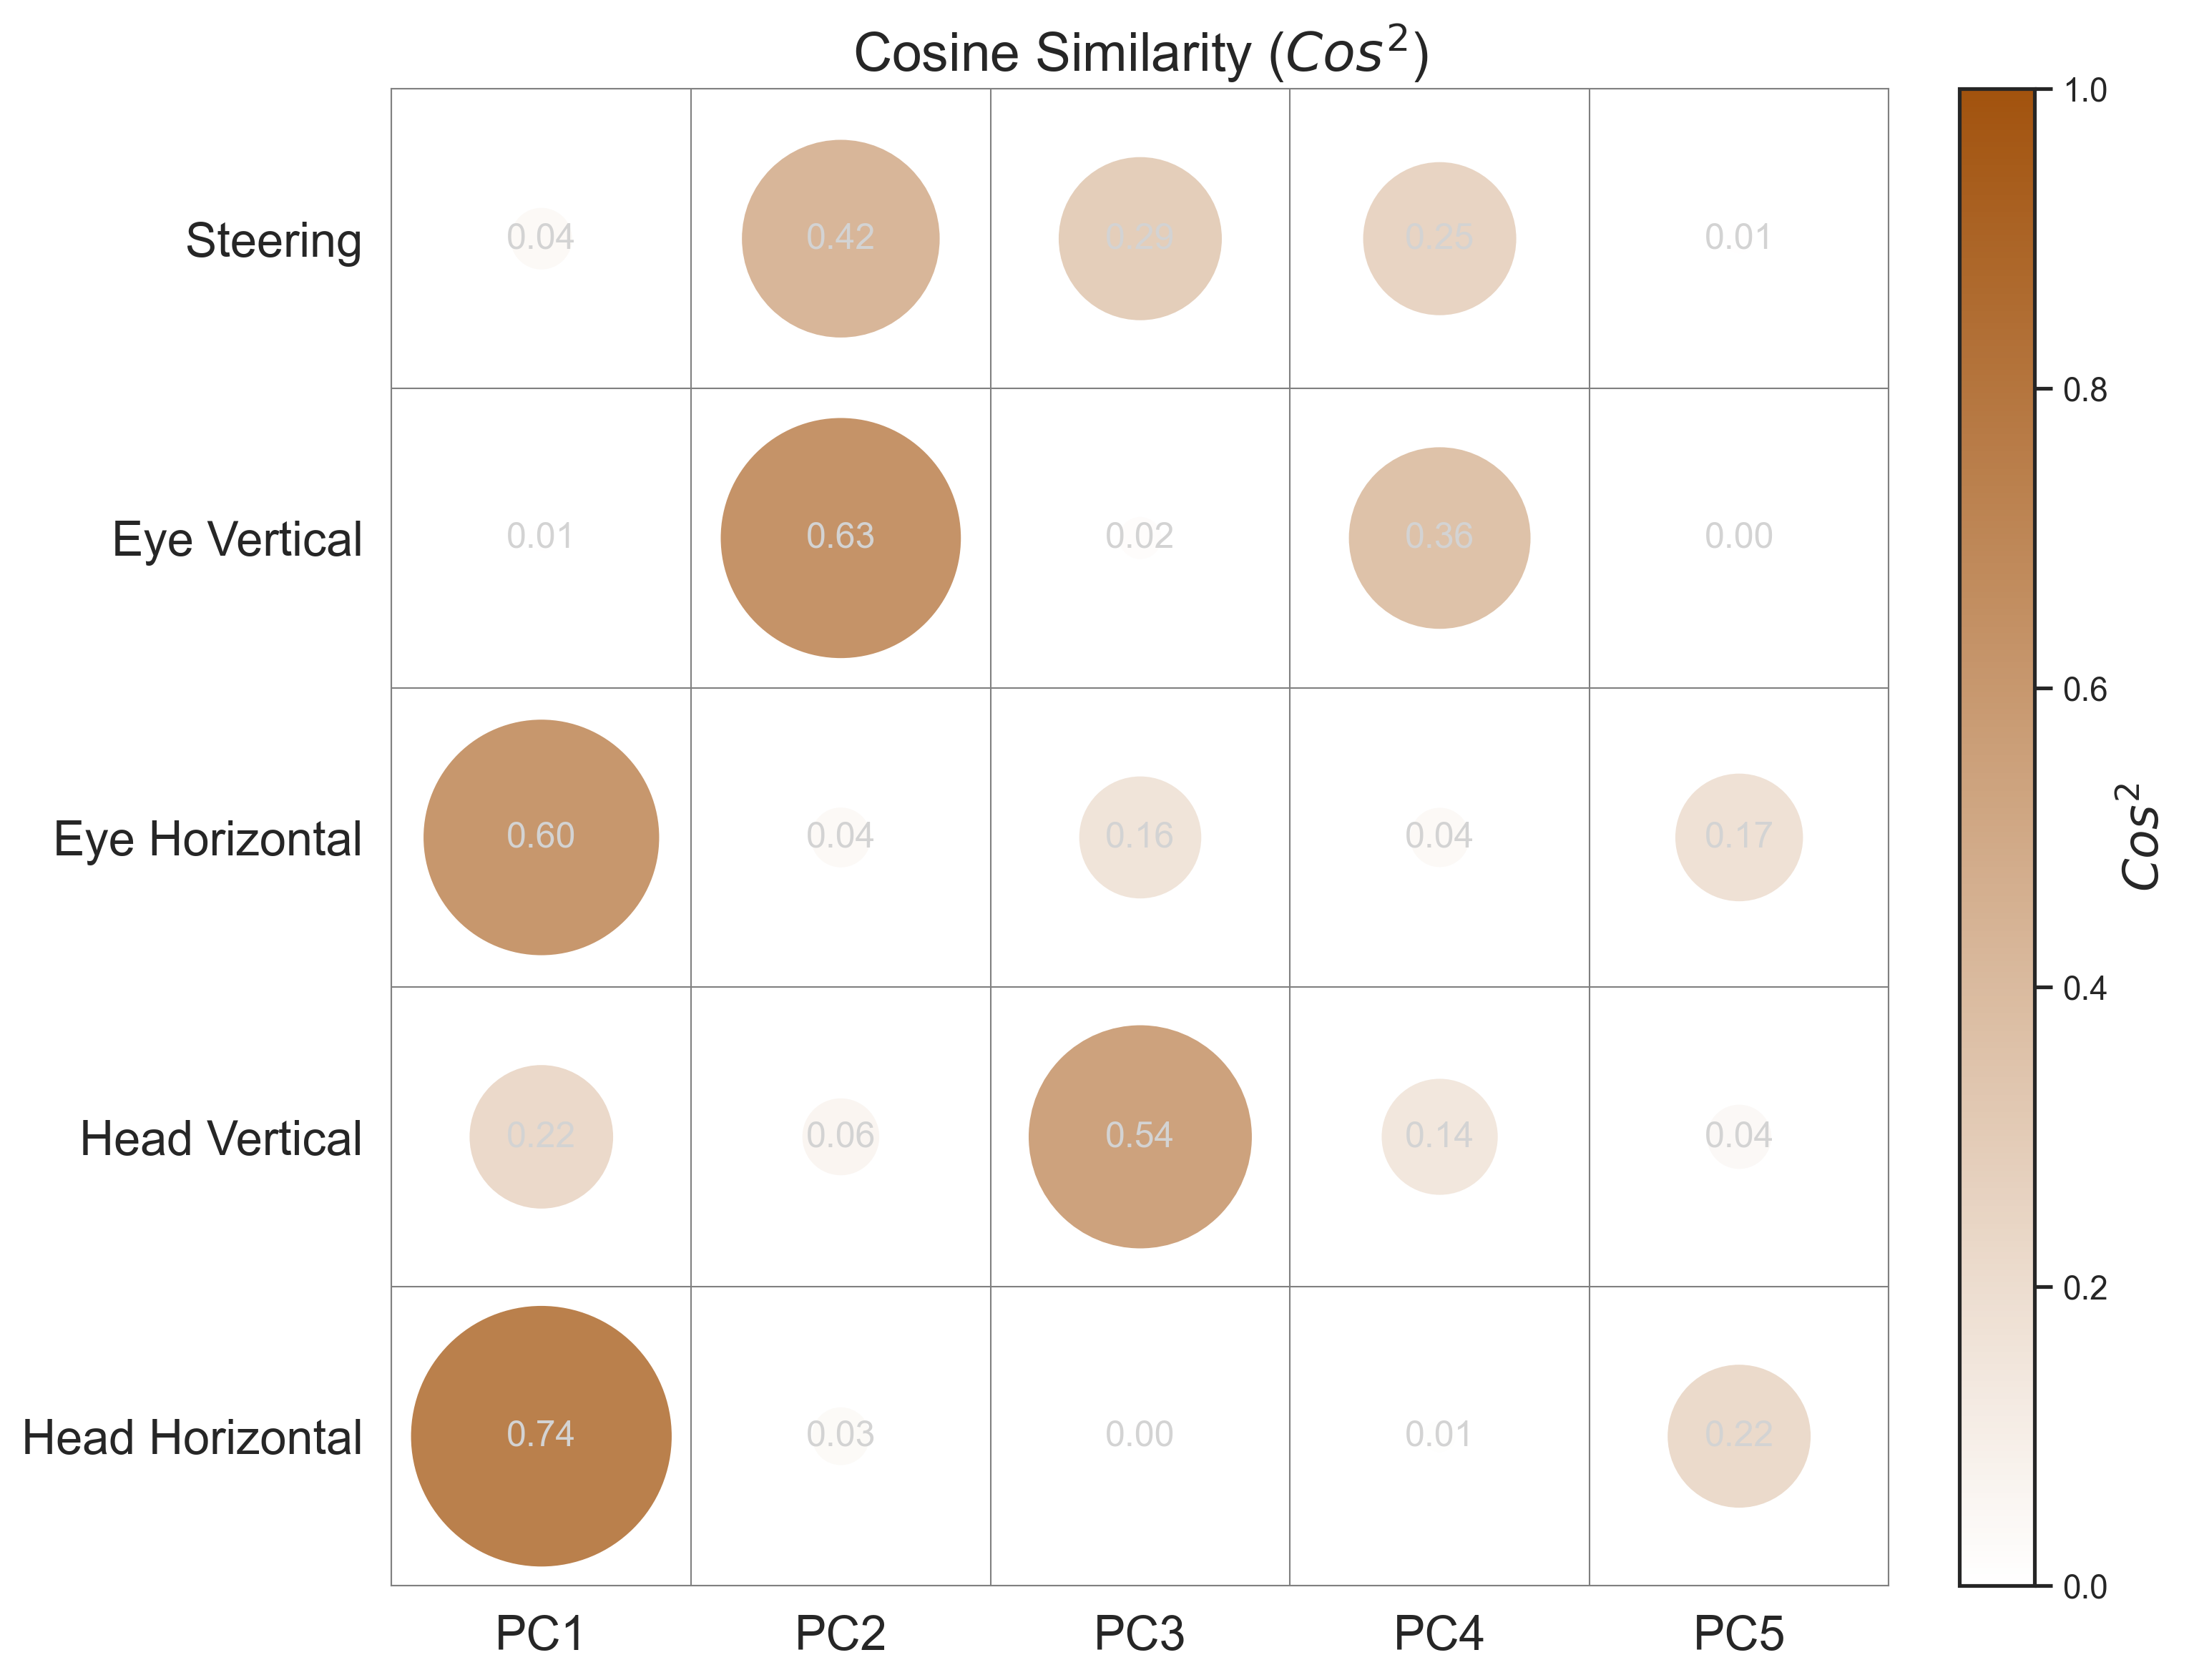 Cosine Similarity (Cos²)
Steering 0.04 0.42 0.29 0.25 0.01
Eye Vertical 0.01 0.63 0.02 0.36 0.00
Eye Horizontal 0.60 0.04 0.16 0.04 0.17
Head Vertical 0.22 0.06 0.54 0.14 0.04
Head Horizontal 0.74 0.03 0.00 0.01 0.22
PC1 PC2 PC3 PC4 PC5
1.0
0.8
0.6
0.4
0.2
0.0
Cos²